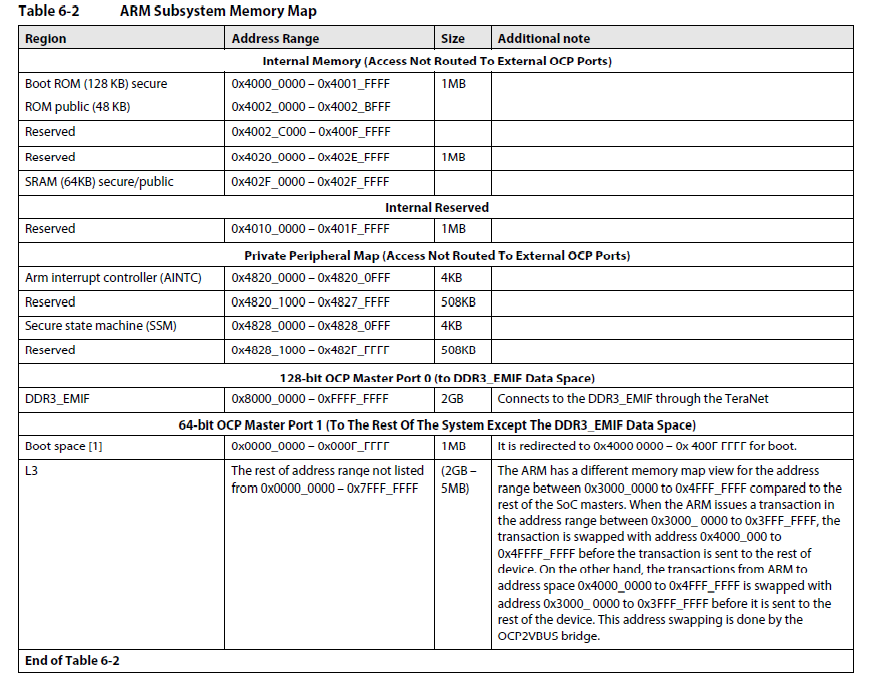 Table 6-2 ARM Subsystem Memory Map
Region Address Range Size Additional note
Internal Memory (Access Not Routed To External OCP Ports)
Boot ROM (128 KB) secure 0x4000_0000 – 0x4001_FFFF 1MB
ROM public (48 KB) 0x4002_0000 – 0x4002_BFFF
Reserved 0x4002_C000 – 0x400F_FFFF
Reserved 0x4020_0000 – 0x402E_FFFF 1MB
SRAM (64KB) secure/public 0x402F_0000 – 0x402F_FFFF
Internal Reserved
Reserved 0x4010_0000 – 0x401F_FFFF 1MB
Private Peripheral Map (Access Not Routed To External OCP Ports)
Arm interrupt controller (AINTC) 0x4820_0000 – 0x4820_0FFF 4KB
Reserved 0x4820_1000 – 0x4827_FFFF 508KB
Secure state machine (SSM) 0x4828_0000 – 0x4828_0FFF 4KB
Reserved 0x4828_1000 – 0x482F_FFFF 508KB
128-bit OCP Master Port 0 (to DDR3_EMIF Data Space)
DDR3_EMIF 0x8000_0000 – 0xFFFF_FFFF 2GB Connects to the DDR3_EMIF through the TeraNet
64-bit OCP Master Port 1 (To The Rest Of The System Except The DDR3_EMIF Data Space)
Boot space [1] 0x0000_0000 – 0x000F_FFFF 1MB It is redirected to 0x4000 0000 – 0x 400F FFFF for boot.
L3 The rest of address range not listed (2GB – The ARM has a different memory map view for the address
from 0x0000_0000 – 0x7FFF_FFFF 5MB) range between 0x3000_0000 to 0x4FFF_FFFF compared to the
rest of the SoC masters. When the ARM issues a transaction in
the address range between 0x3000_ 0000 to 0x3FFF_FFFF, the
transaction is swapped with address 0x4000_000 to
0x4FFFF_FFFF before the transaction is sent to the rest of
device. On the other hand, the transactions from ARM to
address space 0x4000_0000 to 0x4FFF_FFFF is swapped with
address 0x3000_ 0000 to 0x3FFF_FFFF before it is sent to the
rest of the device. This address swapping is done by the
OCP2VBUS bridge.
End of Table 6-2